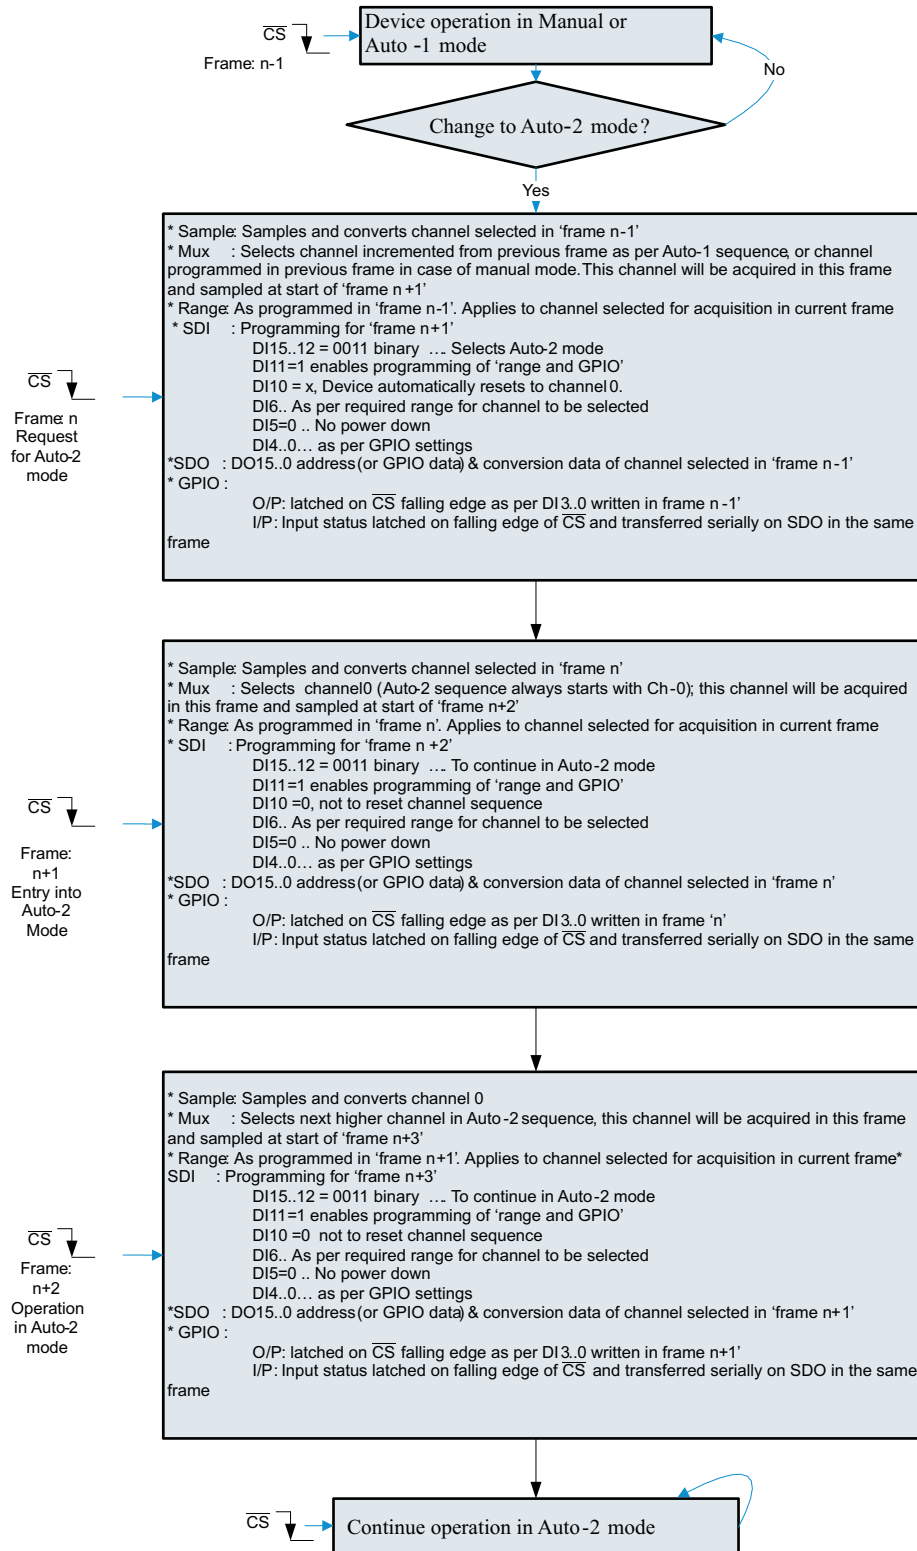 Device operation in Manual or
Auto -1 mode
CS
Frame: n-1
No
Change to Auto-2 mode?
Yes
* Sample: Samples and converts channel selected in ‘frame n-1’
* Mux : Selects channel incremented from previous frame as per Auto-1 sequence, or channel
programmed in previous frame in case of manual mode. This channel will be acquired in this frame
and sampled at start of ‘frame n+1’
* Range: As programmed in ‘frame n-1’. Applies to channel selected for acquisition in current frame
* SDI : Programming for ‘frame n+1’
DI15..12 = 0011 binary …. Selects Auto-2 mode
DI11=1 enables programming of ‘range and GPIO’
DI10 = x, Device automatically resets to channel 0.
DI6.. As per required range for channel to be selected
DI5=0 .. No power down
DI4..0… as per GPIO settings
*SDO : DO15..0 address (or GPIO data) & conversion data of channel selected in ‘frame n-1’
* GPIO :
O/P: latched on CS falling edge as per DI3..0 written in frame n-1’
I/P: Input status latched on falling edge of CS and transferred serially on SDO in the same
frame
CS
Frame: n
Request
for Auto-2
mode
* Sample: Samples and converts channel selected in ‘frame n’
* Mux : Selects channel0 (Auto-2 sequence always starts with Ch-0); this channel will be acquired
in this frame and sampled at start of ‘frame n+2’
* Range: As programmed in ‘frame n’. Applies to channel selected for acquisition in current frame
* SDI : Programming for ‘frame n+2’
DI15..12 = 0011 binary …. To continue in Auto-2 mode
DI11=1 enables programming of ‘range and GPIO’
DI10 =0, not to reset channel sequence
DI6.. As per required range for channel to be selected
DI5=0 .. No power down
DI4..0… as per GPIO settings
*SDO : DO15..0 address (or GPIO data) & conversion data of channel selected in ‘frame n’
* GPIO :
O/P: latched on CS falling edge as per DI3..0 written in frame ‘n’
I/P: Input status latched on falling edge of CS and transferred serially on SDO in the same
frame
CS
Frame:
n+1
Entry into
Auto-2
Mode
* Sample: Samples and converts channel 0
* Mux : Selects next higher channel in Auto-2 sequence, this channel will be acquired in this frame
and sampled at start of ‘frame n+3’
* Range: As programmed in ‘frame n+1’. Applies to channel selected for acquisition in current frame*
SDI : Programming for ‘frame n+3’
DI15..12 = 0011 binary …. To continue in Auto-2 mode
DI11=1 enables programming of ‘range and GPIO’
DI10 =0 not to reset channel sequence
DI6.. As per required range for channel to be selected
DI5=0 .. No power down
DI4..0… as per GPIO settings
*SDO : DO15..0 address (or GPIO data) & conversion data of channel selected in ‘frame n+1’
* GPIO :
O/P: latched on CS falling edge as per DI3..0 written in frame n+1’
I/P: Input status latched on falling edge of CS and transferred serially on SDO in the same
frame
CS
Frame:
n+2
Operation
in Auto-2
mode
CS
Continue operation in Auto-2 mode